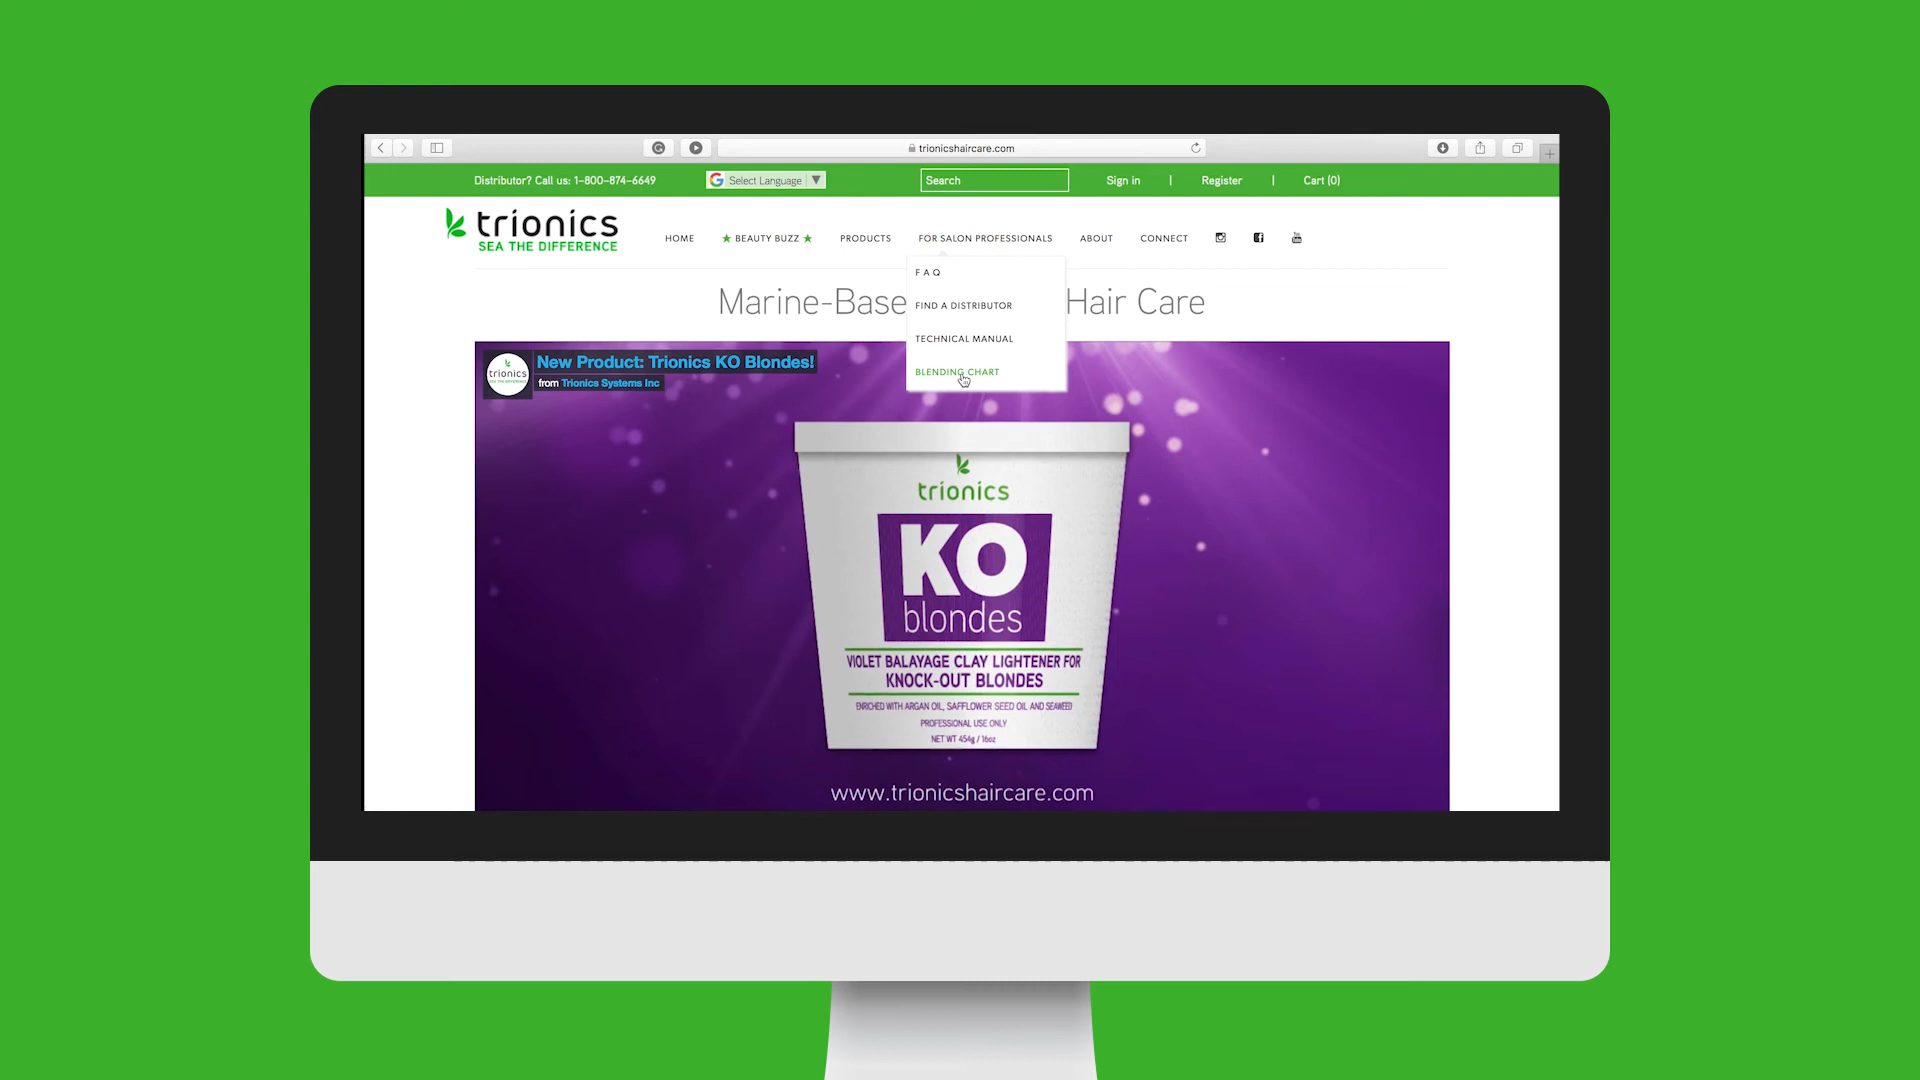 trionicshaircare.com
Distributor? Call us: 1-800-874-6649
Select Language
Search
Sign in | Register | Cart (0)
trionics
SEA THE DIFFERENCE
HOME
★ BEAUTY BUZZ ★
PRODUCTS
FOR SALON PROFESSIONALS
ABOUT
CONNECT
F A Q
FIND A DISTRIBUTOR
TECHNICAL MANUAL
BLENDING CHART
Marine-Base Hair Care
trionics
New Product: Trionics KO Blondes!
from Trionics Systems Inc
trionics
KO
blondes
VIOLET BALAYAGE CLAY LIGHTENER FOR
KNOCK-OUT BLONDES
ENRICHED WITH ARGAN OIL, SAFFLOWER SEED OIL AND SEAWEED
PROFESSIONAL USE ONLY
NET WT 454g / 16oz
www.trionicshaircare.com